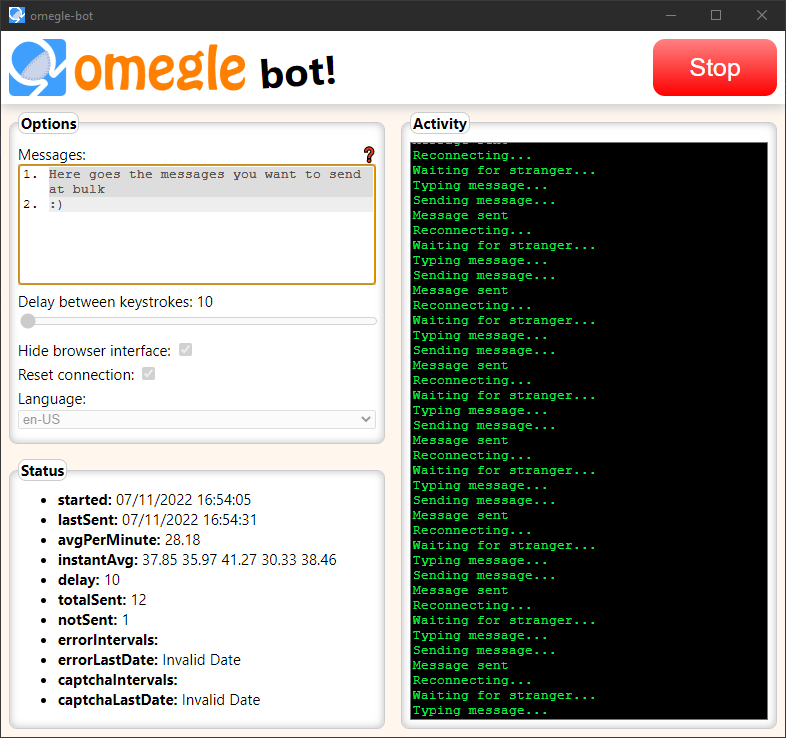 omegle-bot
omegle bot!
Stop
Options
Messages:
?
1. Here goes the messages you want to send
at bulk
2. :)
Delay between keystrokes: 10
Hide browser interface:
Reset connection:
Language:
en-US
Status
started: 07/11/2022 16:54:05
lastSent: 07/11/2022 16:54:31
avgPerMinute: 28.18
instantAvg: 37.85 35.97 41.27 30.33 38.46
delay: 10
totalSent: 12
notSent: 1
errorIntervals:
errorLastDate: Invalid Date
captchaIntervals:
captchaLastDate: Invalid Date
Activity
Reconnecting...
Waiting for stranger...
Typing message...
Sending message...
Message sent
Reconnecting...
Waiting for stranger...
Typing message...
Sending message...
Message sent
Reconnecting...
Waiting for stranger...
Typing message...
Sending message...
Message sent
Reconnecting...
Waiting for stranger...
Typing message...
Sending message...
Message sent
Reconnecting...
Waiting for stranger...
Typing message...
Sending message...
Message sent
Reconnecting...
Waiting for stranger...
Typing message...
Sending message...
Message sent
Reconnecting...
Waiting for stranger...
Typing message...
Sending message...
Message sent
Reconnecting...
Waiting for stranger...
Typing message...